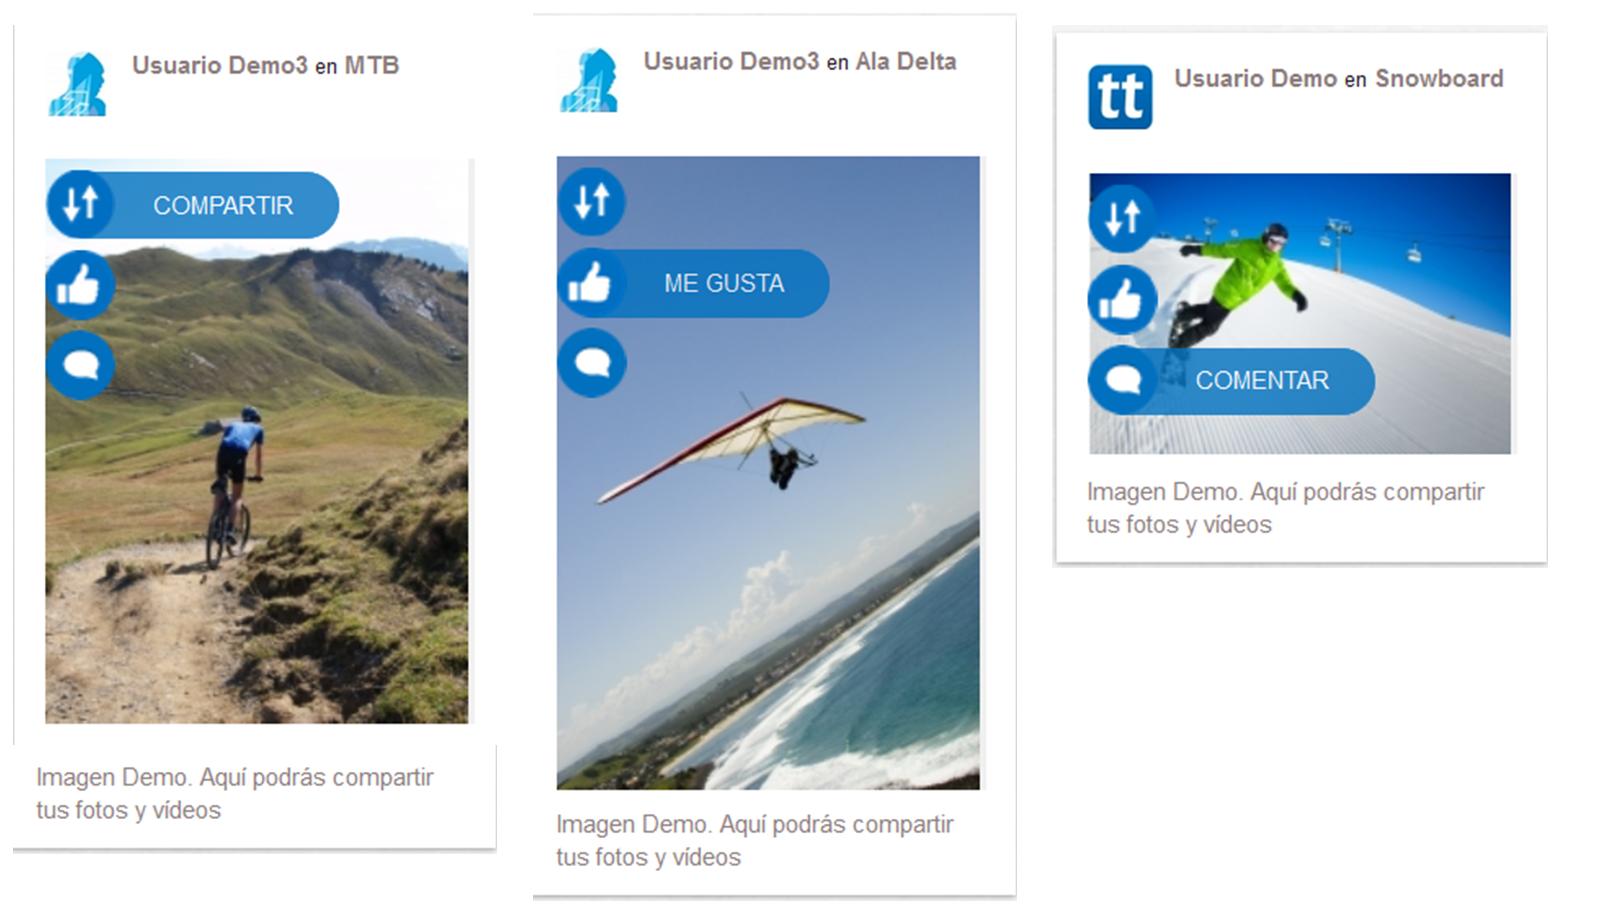 Usuario Demo3 en MTB
COMPARTIR
Imagen Demo. Aquí podrás compartir
tus fotos y vídeos
Usuario Demo3 en Ala Delta
ME GUSTA
Imagen Demo. Aquí podrás compartir
tus fotos y vídeos
tt
Usuario Demo en Snowboard
COMENTAR
Imagen Demo. Aquí podrás compartir
tus fotos y vídeos